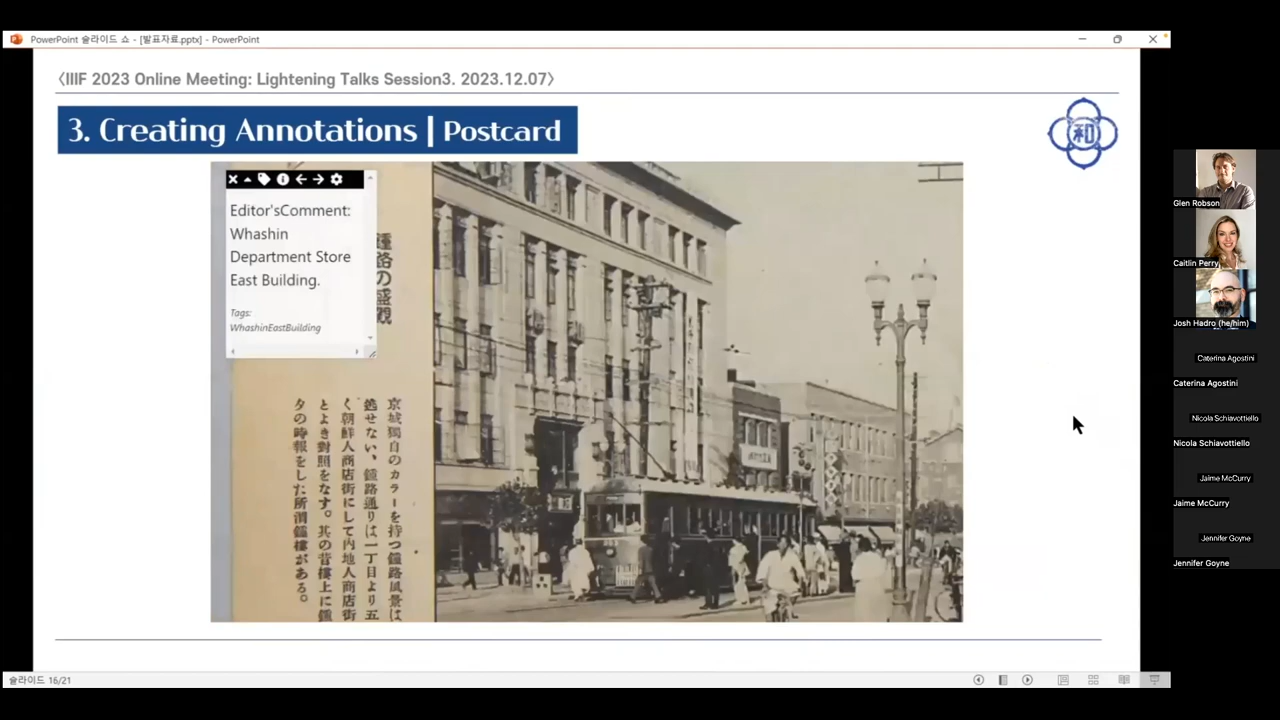 PowerPoint 슬라이드 쇼 - [발표자료.pptx] - PowerPoint
〈IIIF 2023 Online Meeting: Lightening Talks Session3. 2023.12.07〉
3. Creating Annotations | Postcard
和
Editor'sComment:
Whashin
Department Store
East Building.
Tags:
WhashinEastBuilding
鍾路の盛観
京城獨自のカラーを持つ鍾路風景は
逸せない、鍾路通りは一丁目より五
く朝鮮人商店街にして内地人商店街
とよき對照をなす。其の昔樓上に鍾
夕の時報をした所謂鐘樓がある。
Glen Robson
Caitlin Perry
Josh Hadro (he/him)
Caterina Agostini
Caterina Agostini
Nicola Schiavottiello
Nicola Schiavottiello
Jaime McCurry
Jaime McCurry
Jennifer Goyne
Jennifer Goyne
슬라이드 16/21